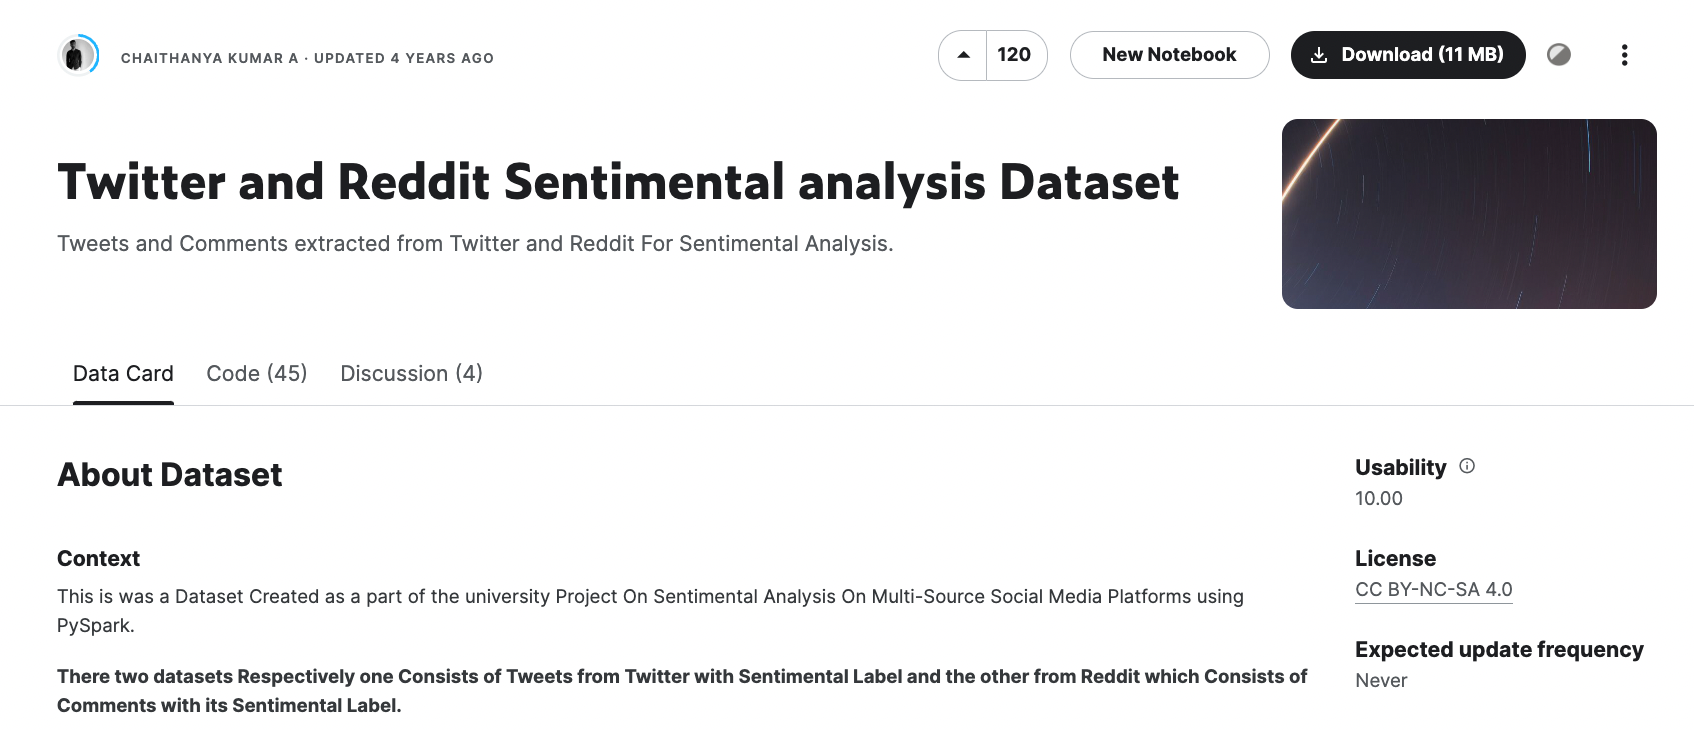 CHAITHANYA KUMAR A · UPDATED 4 YEARS AGO
120
New Notebook
Download (11 MB)
Twitter and Reddit Sentimental analysis Dataset
Tweets and Comments extracted from Twitter and Reddit For Sentimental Analysis.
Data Card
Code (45)
Discussion (4)
About Dataset
Context
This is was a Dataset Created as a part of the university Project On Sentimental Analysis On Multi-Source Social Media Platforms using
PySpark.
There two datasets Respectively one Consists of Tweets from Twitter with Sentimental Label and the other from Reddit which Consists of
Comments with its Sentimental Label.
Usability
10.00
License
CC BY-NC-SA 4.0
Expected update frequency
Never